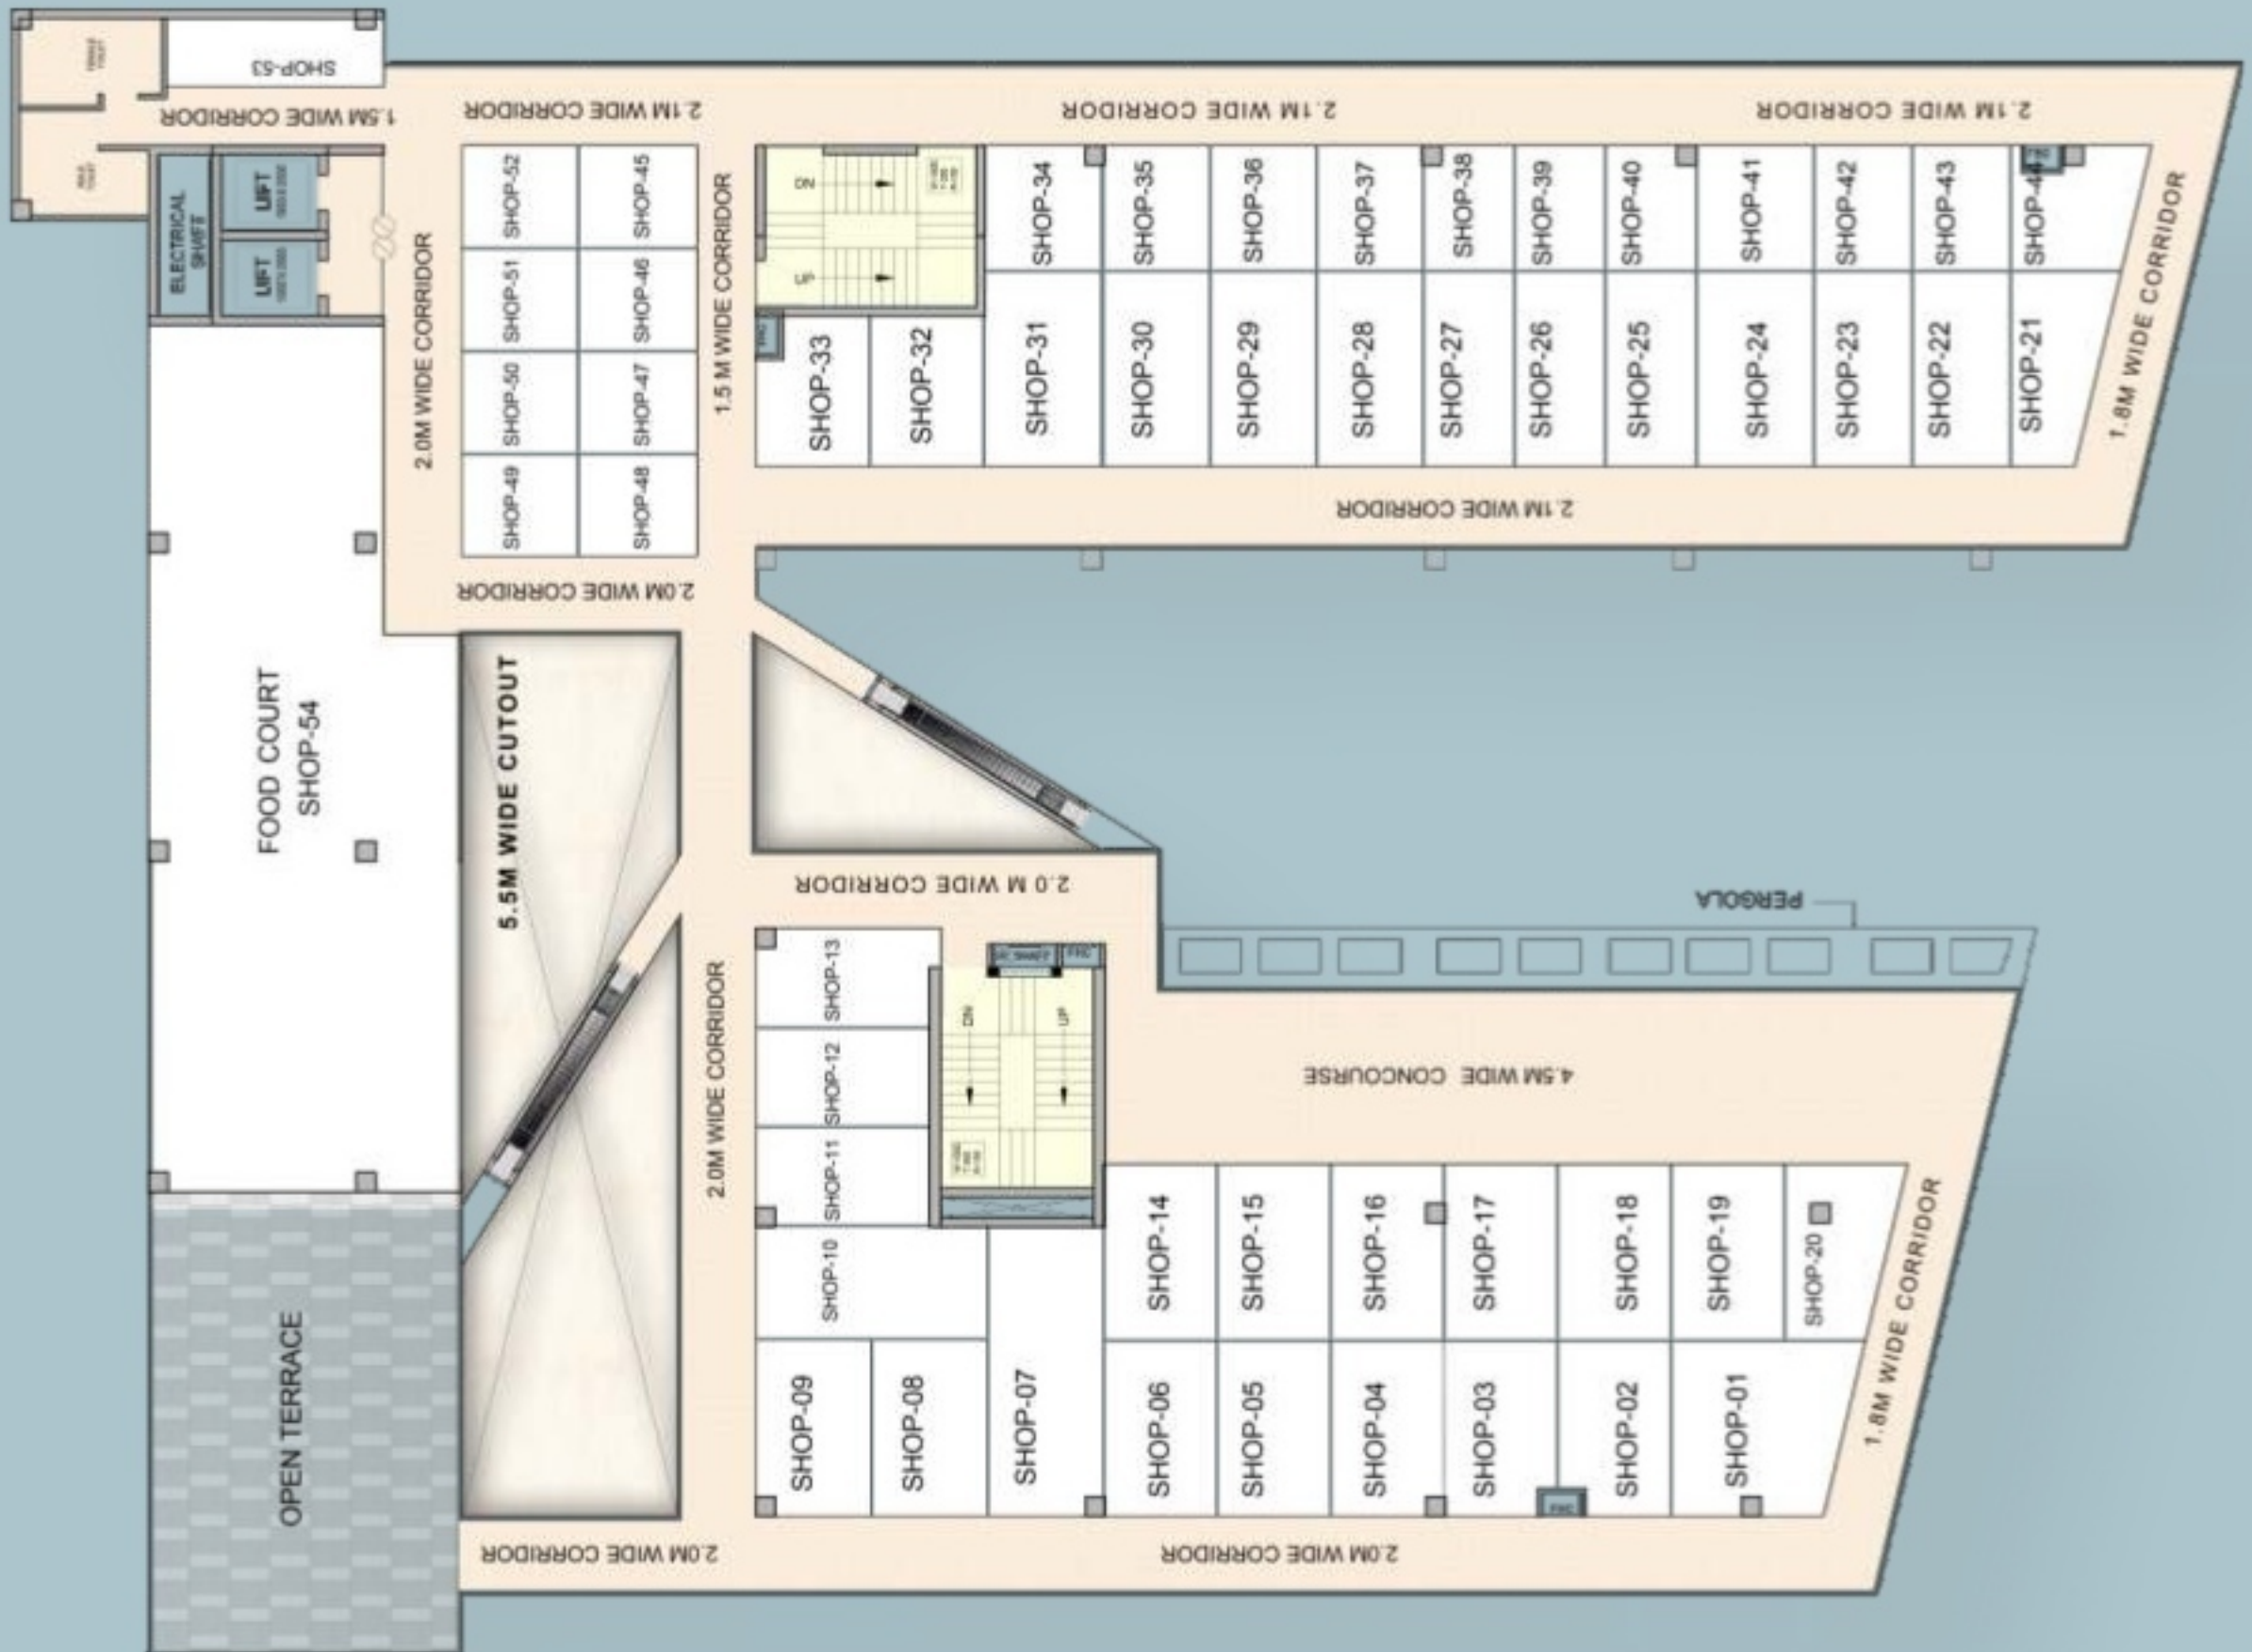 FEMALE TOILET
SHOP-53
1.5M WIDE CORRIDOR
MALE TOILET
ELECTRICAL
SHAFT
LIFT
LIFT
2.1M WIDE CORRIDOR
2.1M WIDE CORRIDOR
2.1M WIDE CORRIDOR
2.0M WIDE CORRIDOR
SHOP-52
SHOP-45
SHOP-51
SHOP-46
SHOP-50
SHOP-47
SHOP-49
SHOP-48
1.5 M WIDE CORRIDOR
DN
UP
FHC
SHOP-33
SHOP-32
SHOP-34
SHOP-35
SHOP-36
SHOP-37
SHOP-38
SHOP-39
SHOP-40
SHOP-41
SHOP-42
SHOP-43
SHOP-44
SHOP-31
SHOP-30
SHOP-29
SHOP-28
SHOP-27
SHOP-26
SHOP-25
SHOP-24
SHOP-23
SHOP-22
SHOP-21
1.8M WIDE CORRIDOR
2.1M WIDE CORRIDOR
2.0M WIDE CORRIDOR
FOOD COURT
SHOP-54
5.5M WIDE CUTOUT
2.0 M WIDE CORRIDOR
PERGOLA
2.0M WIDE CORRIDOR
SHOP-13
SHOP-12
SHOP-11
SHOP-10
FHC
DN
UP
4.5M WIDE CONCOURSE
SHOP-14
SHOP-15
SHOP-16
SHOP-17
SHOP-18
SHOP-19
SHOP-20
OPEN TERRACE
SHOP-09
SHOP-08
SHOP-07
SHOP-06
SHOP-05
SHOP-04
SHOP-03
FHC
SHOP-02
SHOP-01
1.8M WIDE CORRIDOR
2.0M WIDE CORRIDOR
2.0M WIDE CORRIDOR